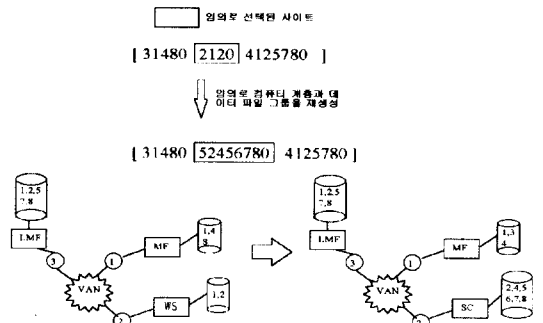 임의로 선택된 사이트
[ 31480 2120 4125780 ]
임의로 컴퓨터 계층과 데
이터 파일 그룹을 재생성
[ 31480 52456780 4125780 ]
1,2,5
7,8
LMF
3
1
MF
1,4
8
VAN
2
WS
1,2
1,2,5
7,8
LMF
3
1
MF
1,3
4
VAN
2
SC
2,4,5
6,7,8